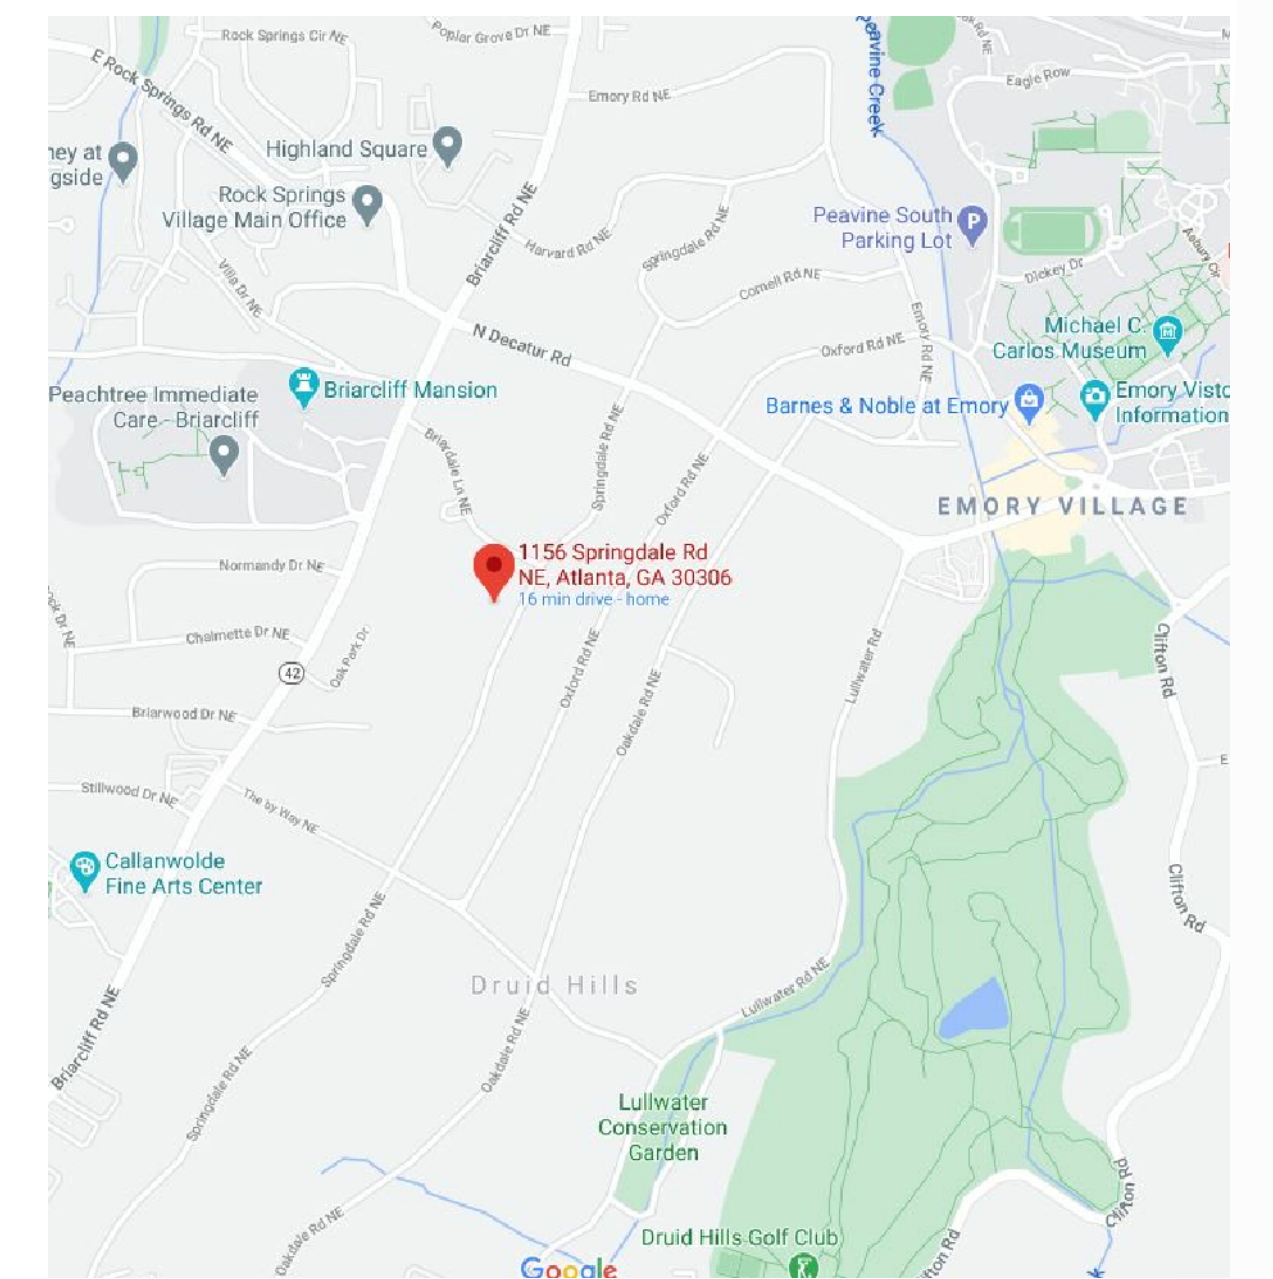 Rock Springs Cir NE
Poplar Grove Dr NE
Peavine Creek
Eagle Row
E Rock Springs Rd NE
Emory Rd NE
Highland Square
Rock Springs
Village Main Office
Briarcliff Rd NE
Harvard Rd NE
Springdale Rd NE
Peavine South
Parking Lot
P
Asbury Cir
Villa Dr NE
Cornell Rd NE
Dickey Dr
Emory Rd NE
N Decatur Rd
Oxford Rd NE
Michael C.
Carlos Museum
Peachtree Immediate
Care - Briarcliff
Briarcliff Mansion
Barnes & Noble at Emory
Emory Visto
Information
Briardale Ln NE
Springdale Rd NE
Oxford Rd NE
EMORY VILLAGE
1156 Springdale Rd
NE, Atlanta, GA 30306
16 min drive - home
Normandy Dr NE
Chalmette Dr NE
Oak Park Dr
42
Oxford Rd NE
Oakdale Rd NE
Lullwater Rd
Clifton Rd
Briarwood Dr NE
Stillwood Dr NE
The by Way NE
Callanwolde
Fine Arts Center
Springdale Rd NE
Clifton Rd
Druid Hills
Lullwater Rd NE
Briarcliff Rd NE
Springdale Rd NE
Oakdale Rd NE
Lullwater
Conservation
Garden
Clifton Rd
Oakdale Rd NE
Druid Hills Golf Club
Google